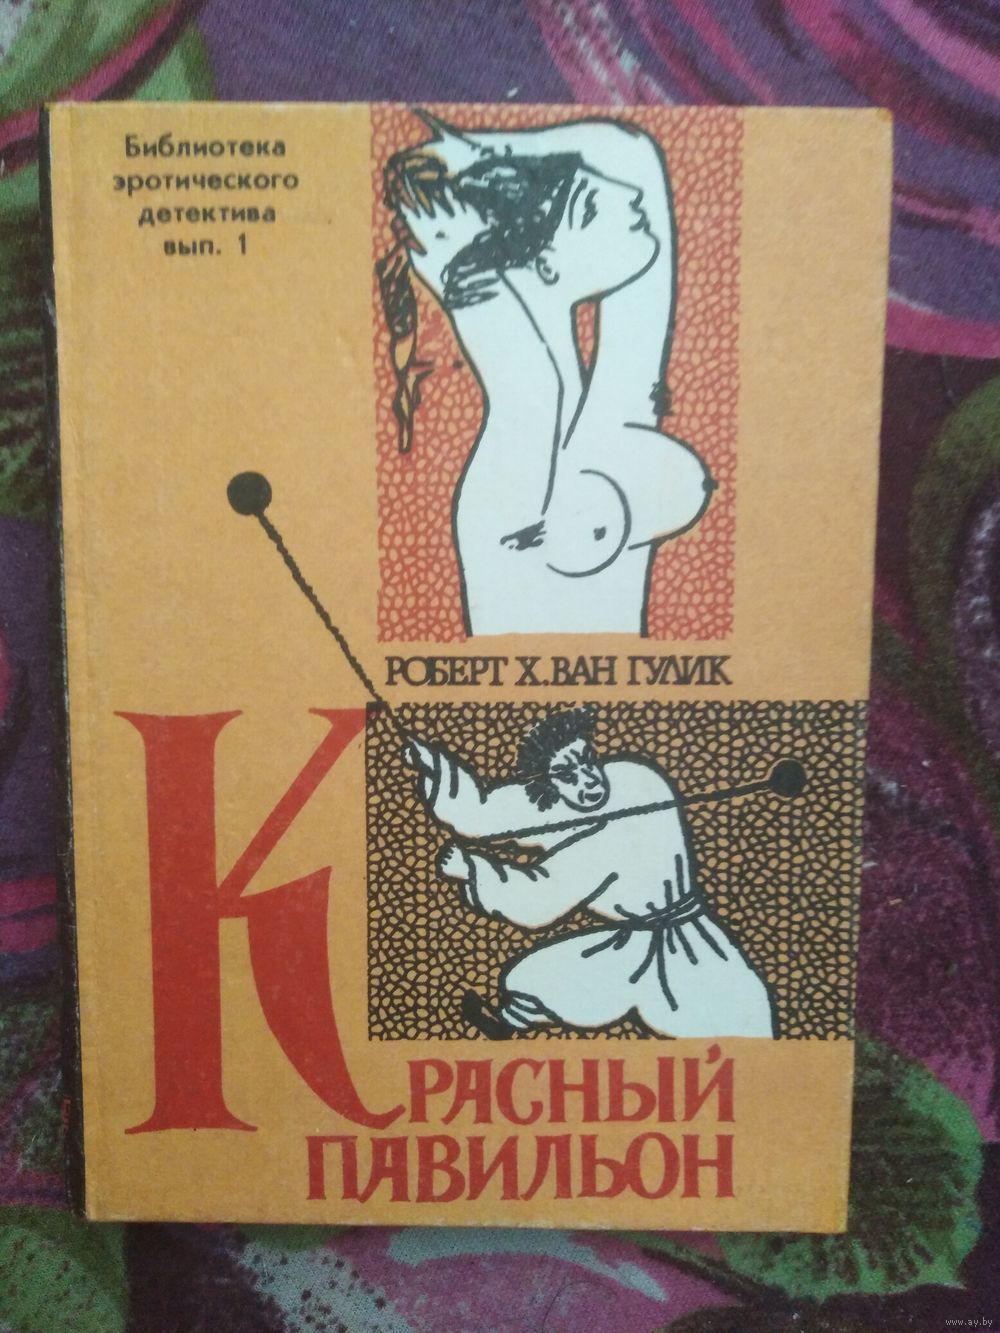 Библиотека
эротического
детектива
вып. 1
РОБЕРТ Х. ВАН ГУЛИК
КРАСНЫЙ
ПАВИЛЬОН
www.ay.by